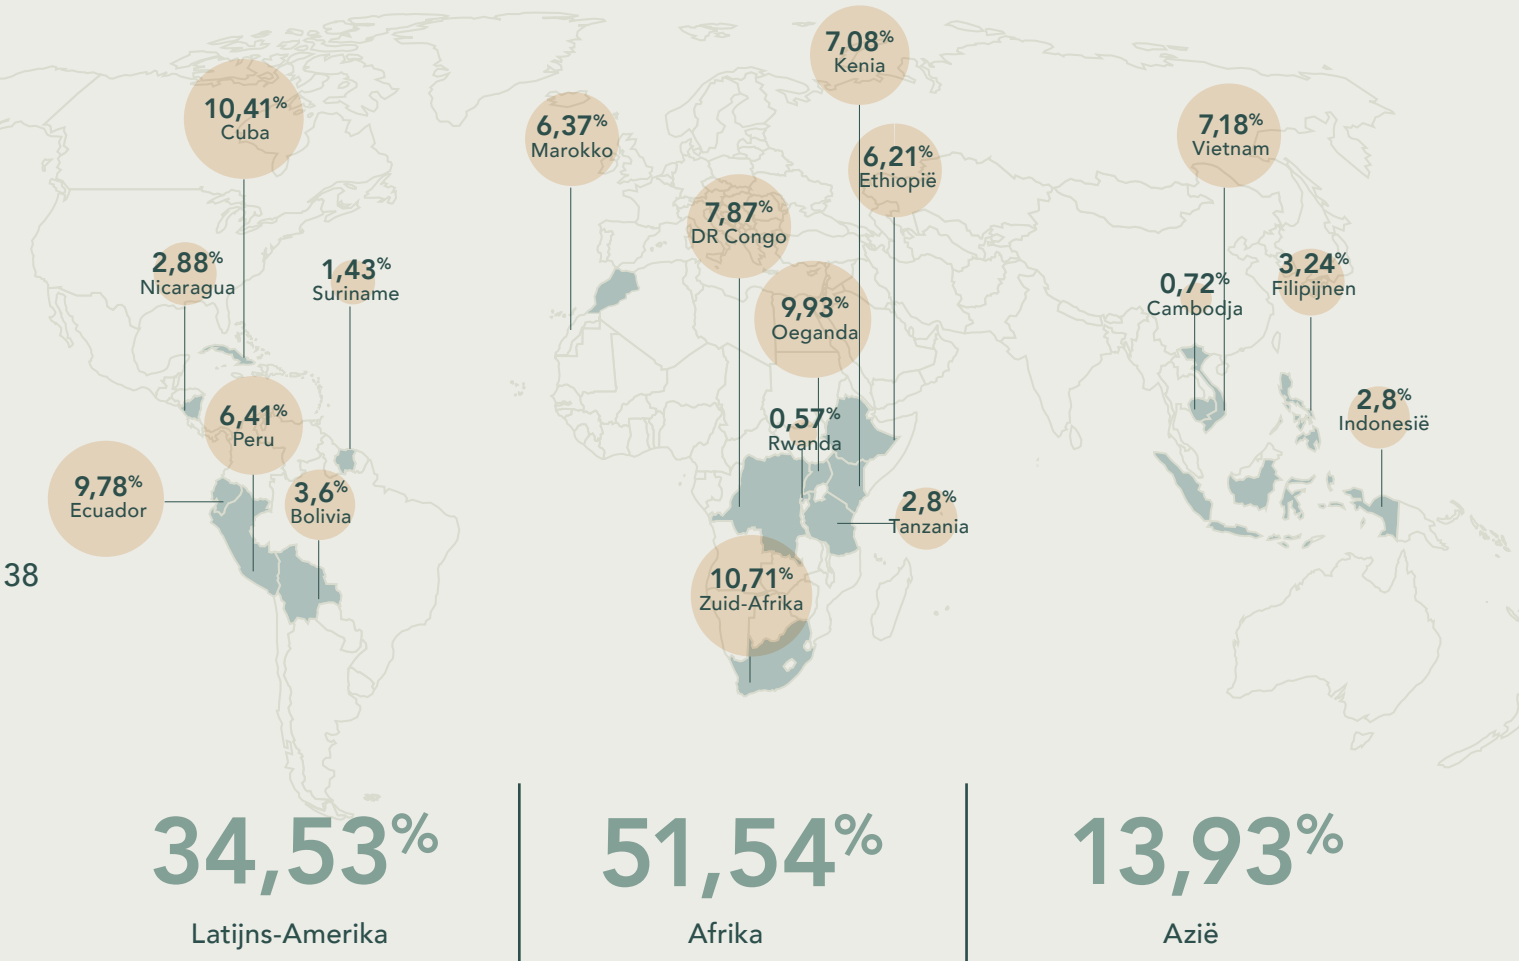 7,08%
Kenia
10,41%
Cuba
6,37%
Marokko
7,18%
Vietnam
6,21%
Ethiopië
7,87%
DR Congo
2,88%
Nicaragua
1,43%
Suriname
0,72%
Cambodja
3,24%
Filipijnen
9,93%
Oeganda
6,41%
Peru
0,57%
Rwanda
2,8%
Indonesië
9,78%
Ecuador
3,6%
Bolivia
2,8%
Tanzania
38
10,71%
Zuid-Afrika
34,53%
Latijns-Amerika
51,54%
Afrika
13,93%
Azië